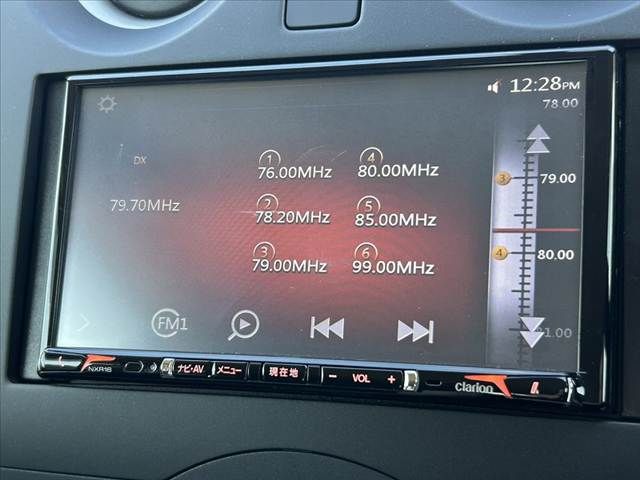 12:28PM
78.00
DX
79.70MHz
1
76.00MHz
4
80.00MHz
2
78.20MHz
5
85.00MHz
3
79.00MHz
6
99.00MHz
3
79.00
4
80.00
81.00
FM1
NXR16
ナビ・AV
メニュー
現在地
− VOL +
clarion